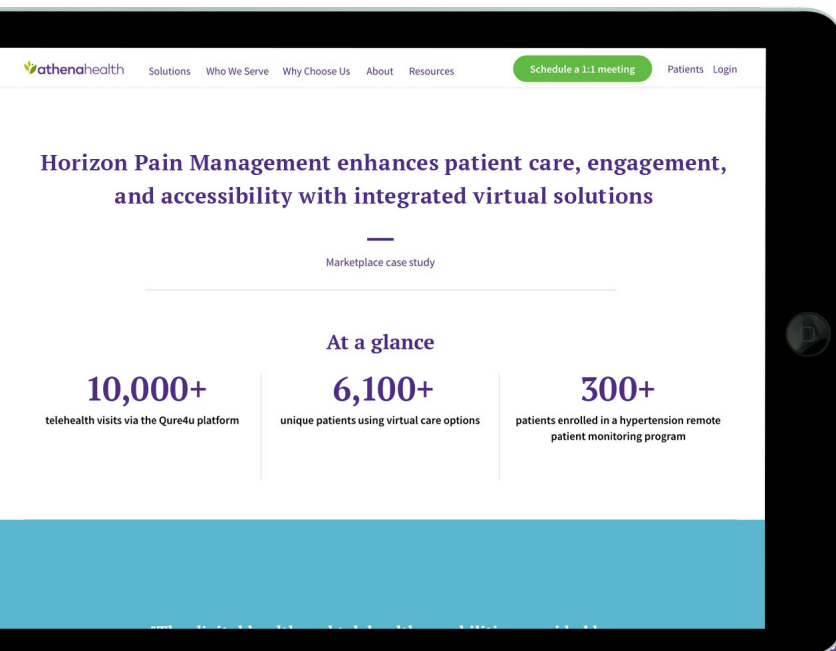 athenahealth
Solutions Who We Serve Why Choose Us About Resources
Schedule a 1:1 meeting
Patients Login
Horizon Pain Management enhances patient care, engagement,
and accessibility with integrated virtual solutions
Marketplace case study
At a glance
10,000+
telehealth visits via the Qure4u platform
6,100+
unique patients using virtual care options
300+
patients enrolled in a hypertension remote
patient monitoring program